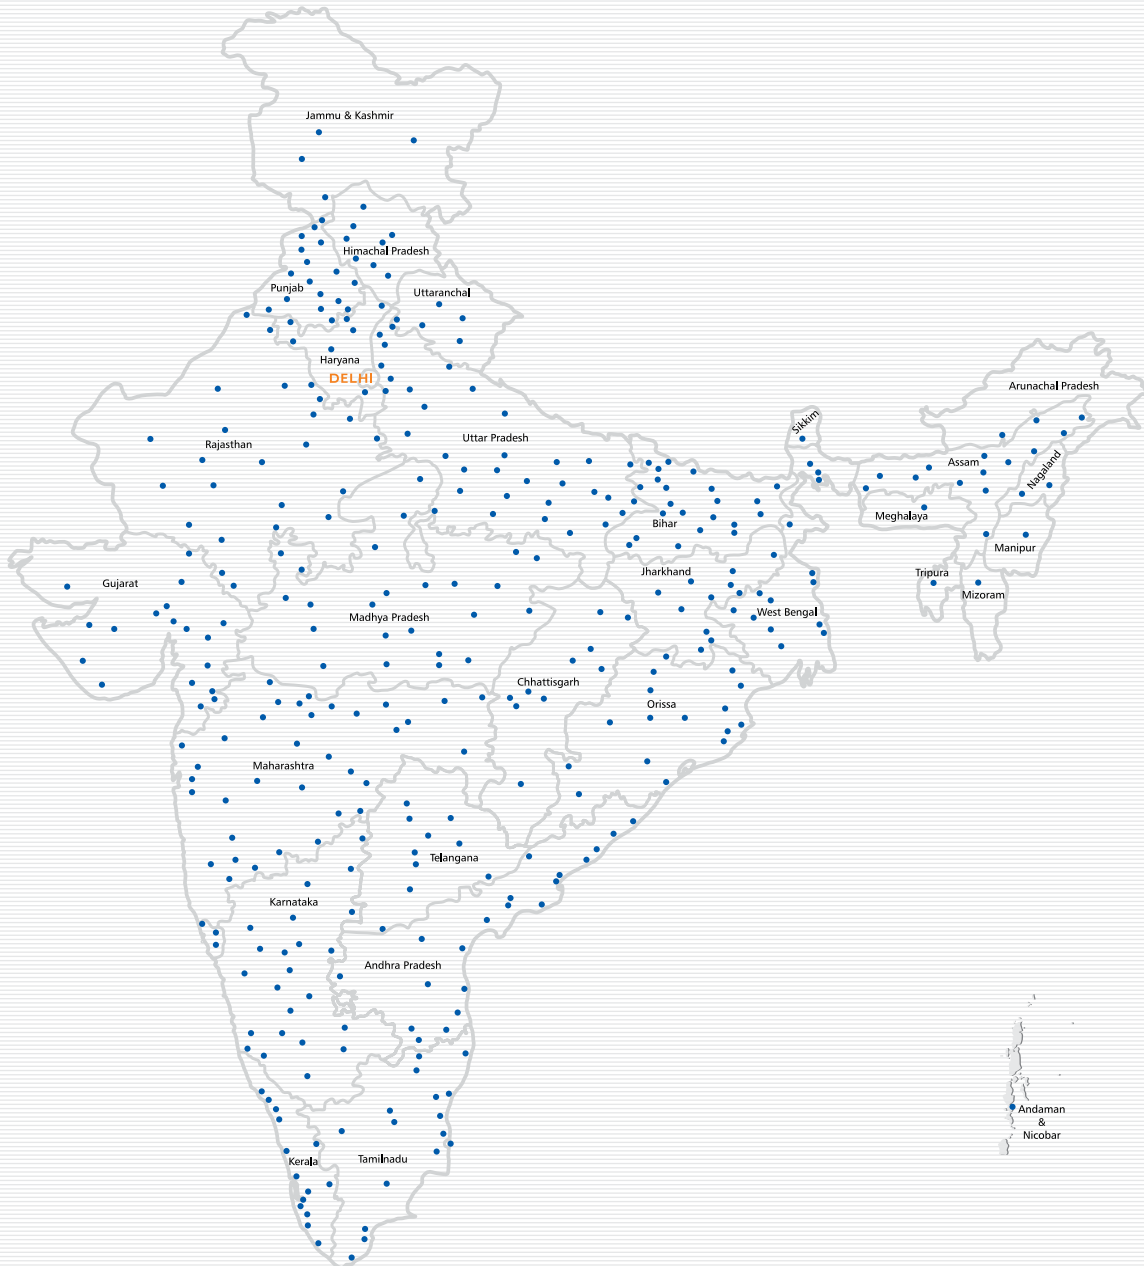 Jammu & Kashmir
Himachal Pradesh
Punjab
Uttaranchal
Haryana
DELHI
Arunachal Pradesh
Sikkim
Uttar Pradesh
Rajasthan
Assam
Nagaland
Meghalaya
Bihar
Manipur
Jharkhand
Tripura
Gujarat
Mizoram
West Bengal
Madhya Pradesh
Chhattisgarh
Orissa
Maharashtra
Telangana
Karnataka
Andhra Pradesh
Andaman
&
Nicobar
Kerala
Tamilnadu